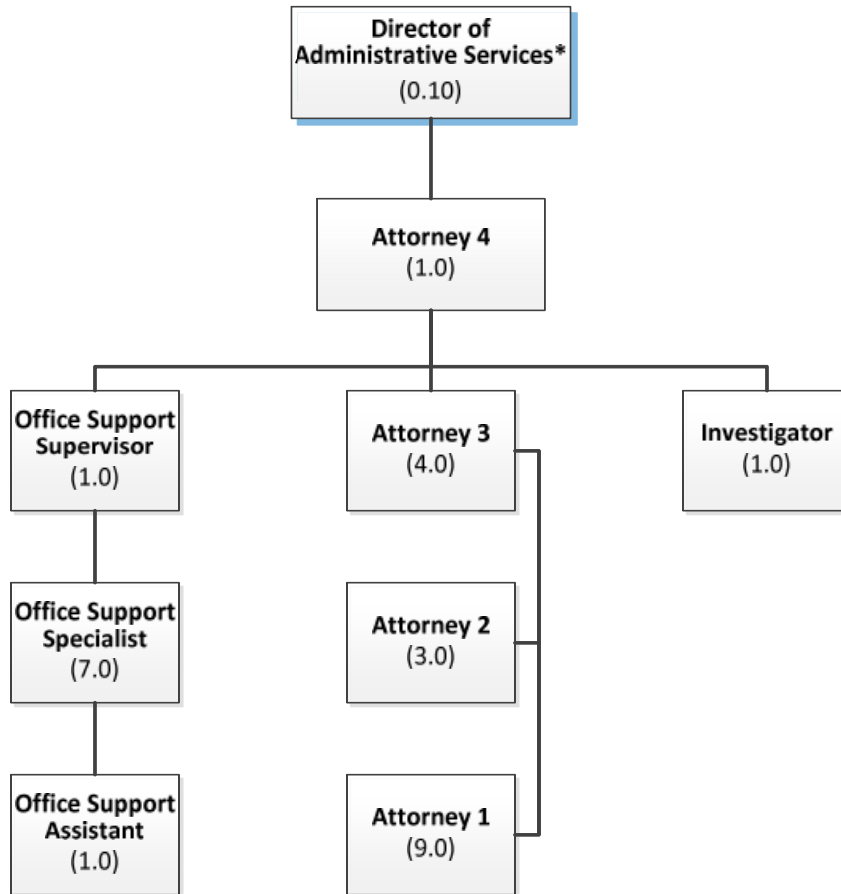 Director of
Administrative Services*
(0.10)
Attorney 4
(1.0)
Office Support
Supervisor
(1.0)
Attorney 3
(4.0)
Investigator
(1.0)
Office Support
Specialist
(7.0)
Attorney 2
(3.0)
Office Support
Assistant
(1.0)
Attorney 1
(9.0)